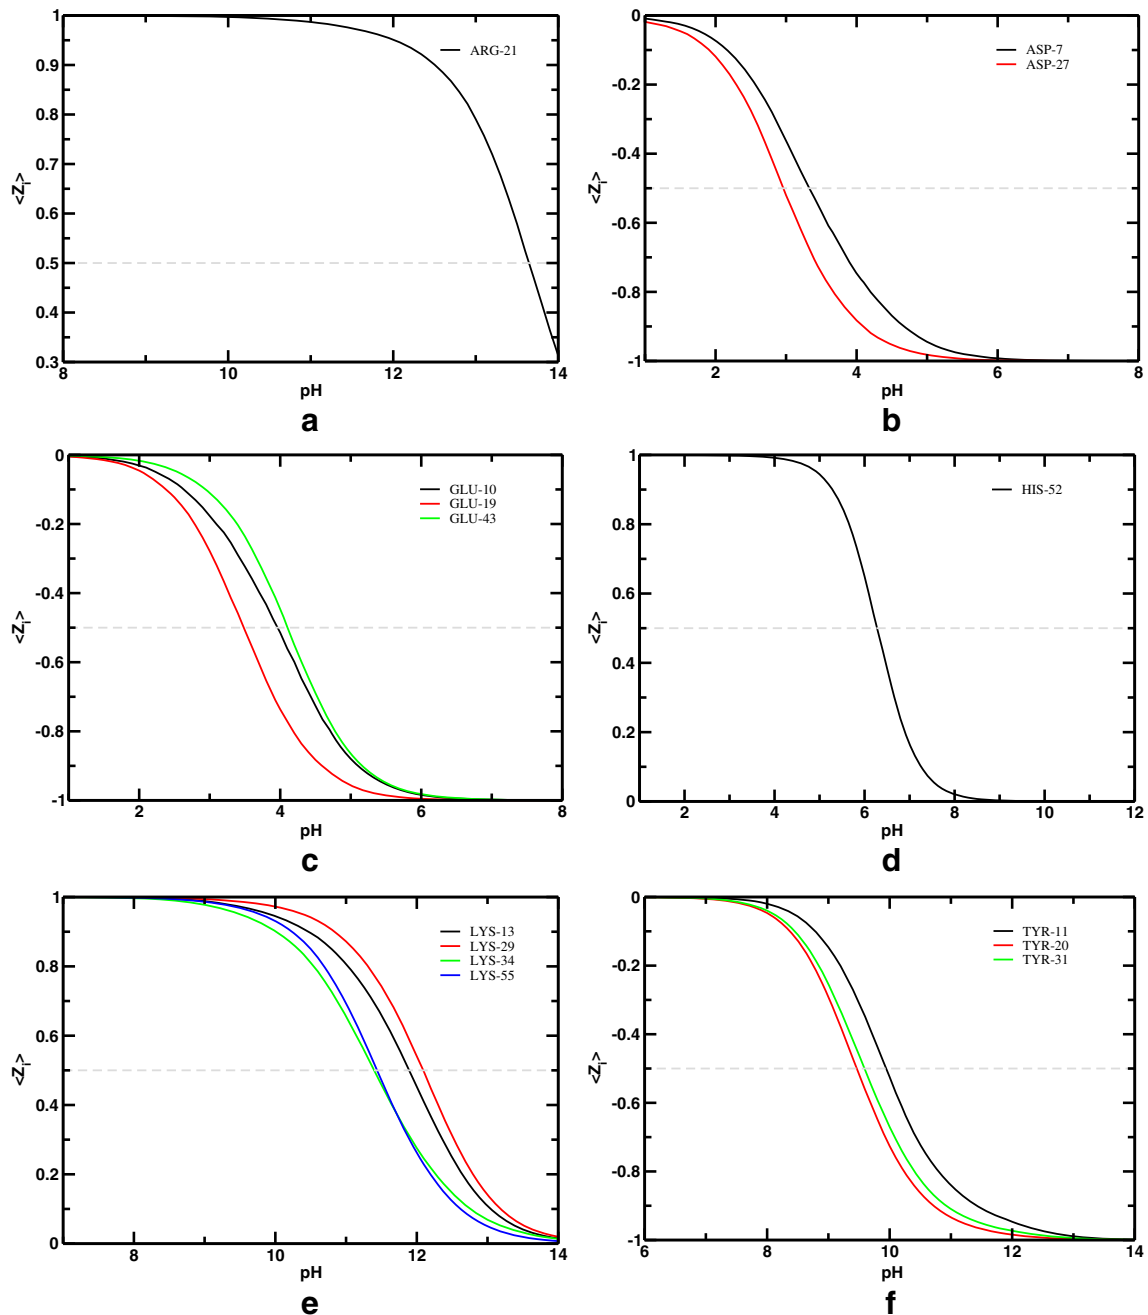 1
0.9
0.8
0.7
0.6
0.5
0.4
0.3
<Z_i>
ARG-21
8 10 12 14
pH
a
0
-0.2
-0.4
-0.6
-0.8
-1
<Z_i>
ASP-7
ASP-27
2 4 6 8
pH
b
0
-0.2
-0.4
-0.6
-0.8
-1
<Z_i>
GLU-10
GLU-19
GLU-43
2 4 6 8
pH
c
1
0.8
0.6
0.4
0.2
0
<Z_i>
HIS-52
2 4 6 8 10 12
pH
d
1
0.8
0.6
0.4
0.2
0
<Z_i>
LYS-13
LYS-29
LYS-34
LYS-55
8 10 12 14
pH
e
0
-0.2
-0.4
-0.6
-0.8
-1
<Z_i>
TYR-11
TYR-20
TYR-31
6 8 10 12 14
pH
f